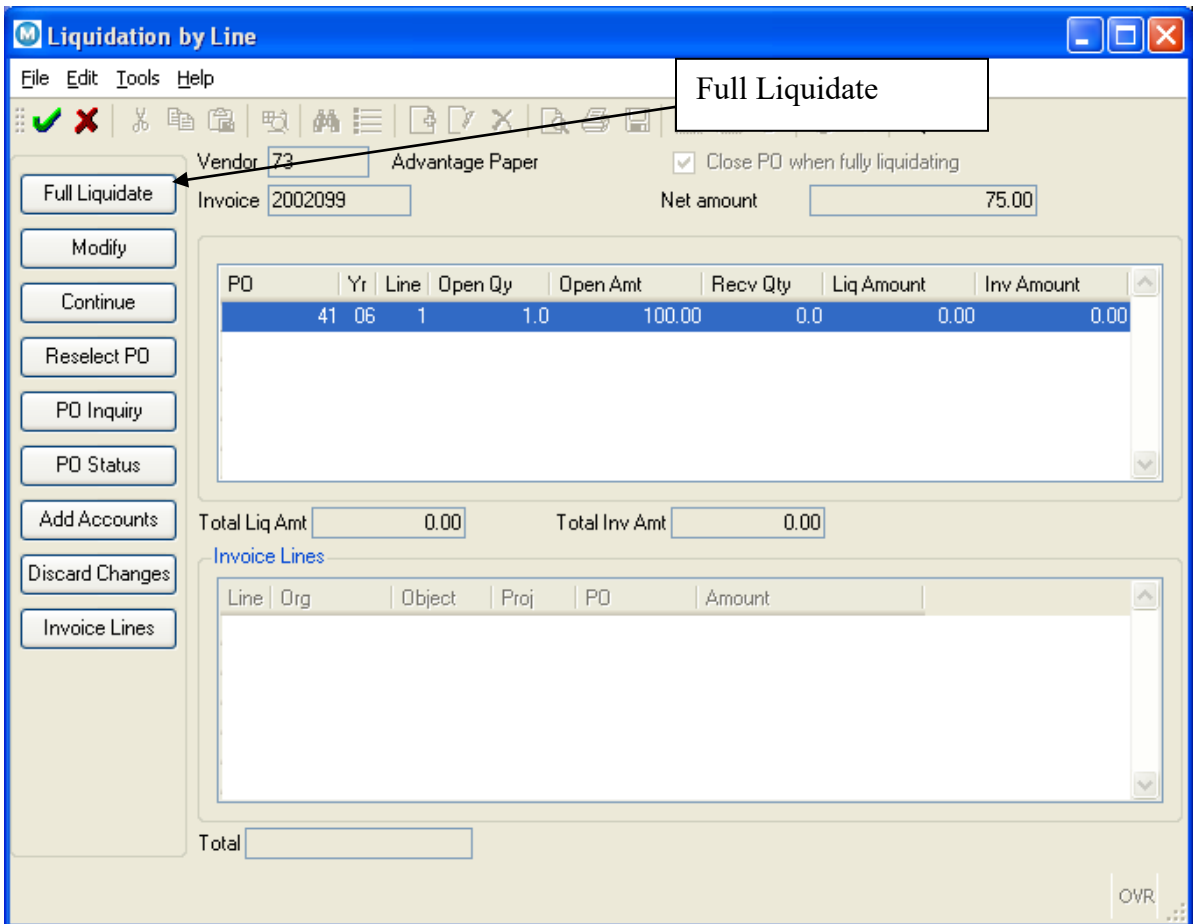 Liquidation by Line
File Edit Tools Help
Full Liquidate
Vendor 73 Advantage Paper Close PO when fully liquidating
Full Liquidate
Invoice 2002099 Net amount 75.00
Modify
PO Yr Line Open Qy Open Amt Recv Qty Liq Amount Inv Amount
Continue
41 06 1 1.0 100.00 0.0 0.00 0.00
Reselect PO
PO Inquiry
PO Status
Add Accounts
Total Liq Amt 0.00 Total Inv Amt 0.00
Invoice Lines
Discard Changes
Line Org Object Proj PO Amount
Invoice Lines
Total
OVR